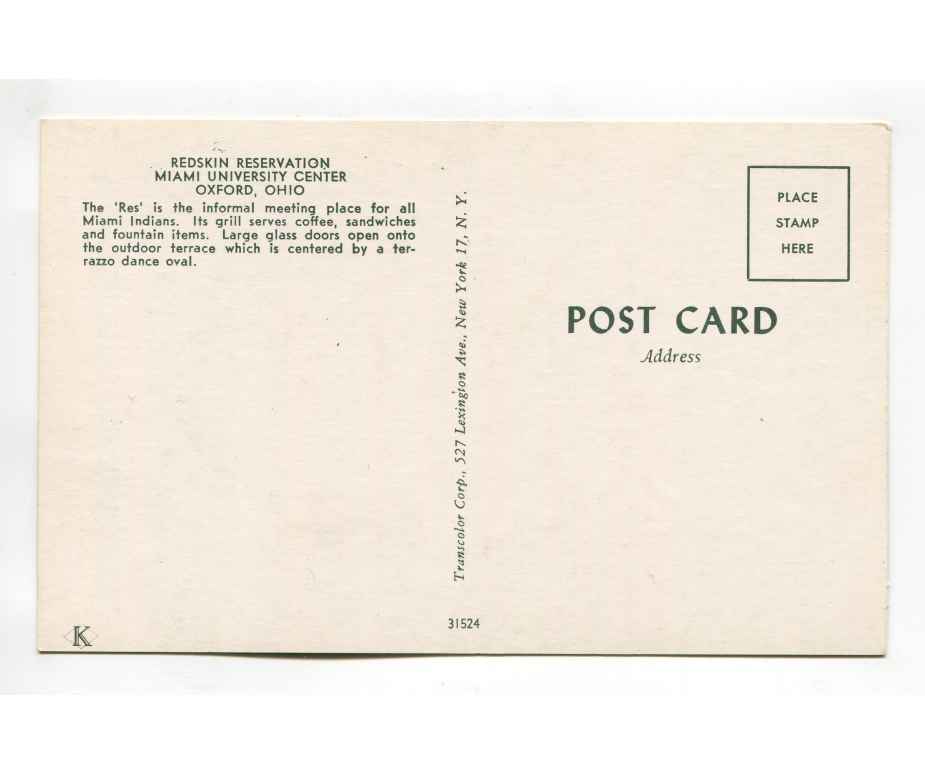 REDSKIN RESERVATION
MIAMI UNIVERSITY CENTER
OXFORD, OHIO
The 'Res' is the informal meeting place for all
Miami Indians. Its grill serves coffee, sandwiches
and fountain items. Large glass doors open onto
the outdoor terrace which is centered by a ter-
razzo dance oval.
K
Transcolor Corp., 527 Lexington Ave., New York 17, N. Y.
31524
PLACE
STAMP
HERE
POST CARD
Address